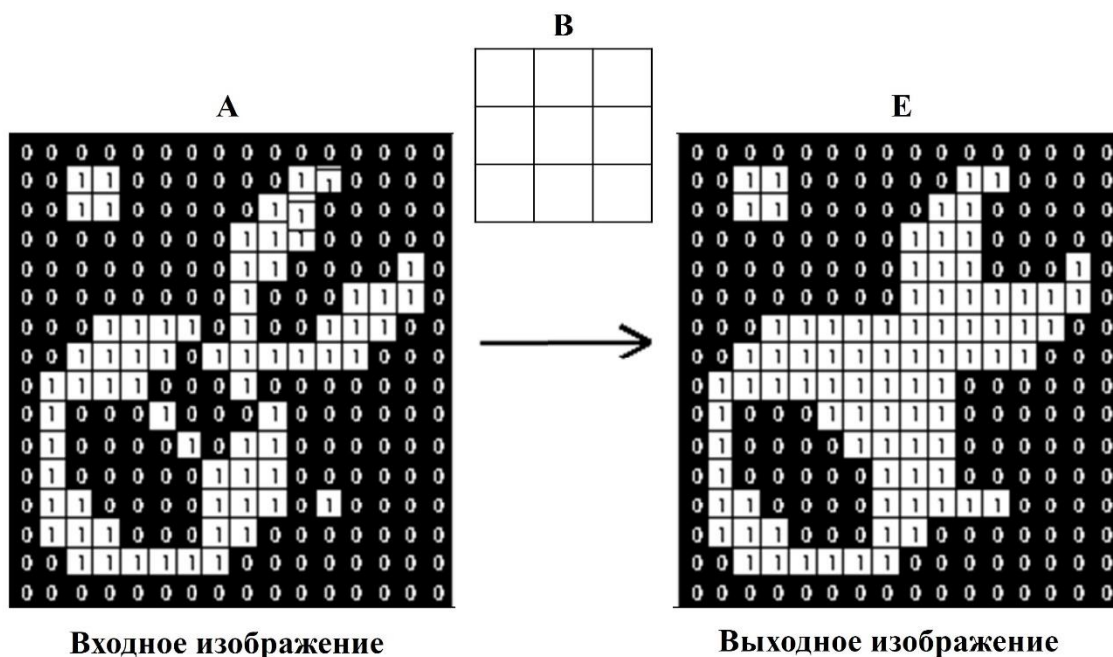 B
A
0 0 0 0 0 0 0 0 0 0 0 0 0 0 0 0
0 0 1 1 0 0 0 0 0 0 1 1 0 0 0 0
0 0 1 1 0 0 0 0 0 1 1 0 0 0 0 0
0 0 0 0 0 0 0 0 1 1 1 0 0 0 0 0
0 0 0 0 0 0 0 0 1 1 0 0 0 0 1 0
0 0 0 0 0 0 0 0 1 0 0 0 1 1 1 0
0 0 0 1 1 1 1 0 1 0 0 1 1 1 0 0
0 0 1 1 1 1 0 1 1 1 1 1 1 0 0 0
0 1 1 1 1 0 0 0 1 0 0 0 0 0 0 0
0 1 0 0 0 1 0 0 0 1 0 0 0 0 0 0
0 1 0 0 0 0 1 0 1 1 0 0 0 0 0 0
0 1 0 0 0 0 0 1 1 1 0 0 0 0 0 0
0 1 1 0 0 0 0 1 1 1 0 1 0 0 0 0
0 1 1 1 0 0 0 1 1 0 0 0 0 0 0 0
0 0 1 1 1 1 1 1 0 0 0 0 0 0 0 0
0 0 0 0 0 0 0 0 0 0 0 0 0 0 0 0
Входное изображение
E
0 0 0 0 0 0 0 0 0 0 0 0 0 0 0 0
0 0 1 1 0 0 0 0 0 0 1 1 0 0 0 0
0 0 1 1 0 0 0 0 0 1 1 0 0 0 0 0
0 0 0 0 0 0 0 0 1 1 1 0 0 0 0 0
0 0 0 0 0 0 0 0 1 1 1 0 0 0 1 0
0 0 0 0 0 0 0 0 1 1 1 1 1 1 1 0
0 0 0 1 1 1 1 1 1 1 1 1 1 1 0 0
0 0 1 1 1 1 1 1 1 1 1 1 1 0 0 0
0 1 1 1 1 1 1 1 1 1 0 0 0 0 0 0
0 1 0 0 0 1 1 1 1 1 0 0 0 0 0 0
0 1 0 0 0 0 1 1 1 1 0 0 0 0 0 0
0 1 0 0 0 0 0 1 1 1 0 0 0 0 0 0
0 1 1 0 0 0 0 1 1 1 1 1 0 0 0 0
0 1 1 1 0 0 0 1 1 0 0 0 0 0 0 0
0 0 1 1 1 1 1 1 0 0 0 0 0 0 0 0
0 0 0 0 0 0 0 0 0 0 0 0 0 0 0 0
Выходное изображение